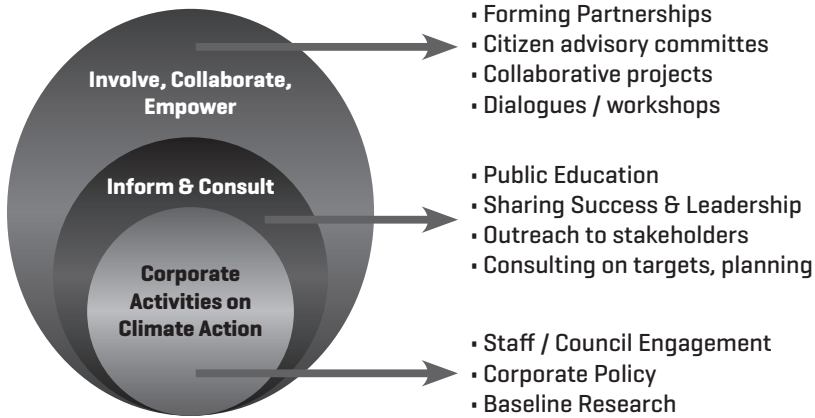 Involve, Collaborate,
Empower
• Forming Partnerships
• Citizen advisory committes
• Collaborative projects
• Dialogues / workshops
Inform & Consult
• Public Education
• Sharing Success & Leadership
• Outreach to stakeholders
• Consulting on targets, planning
Corporate
Activities on
Climate Action
• Staff / Council Engagement
• Corporate Policy
• Baseline Research